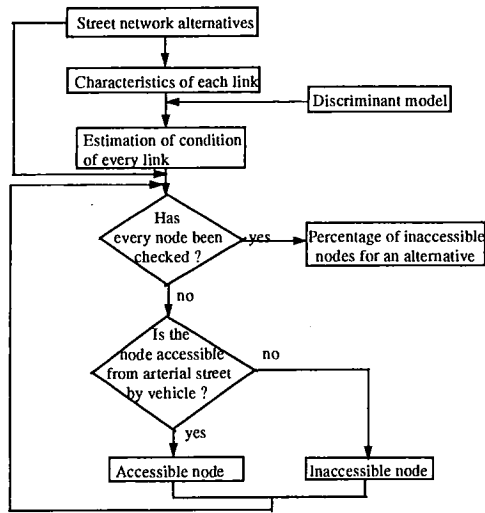 Street network alternatives
Characteristics of each link
Discriminant model
Estimation of condition
of every link
Has
every node been
checked ?
yes
Percentage of inaccessible
nodes for an alternative
no
Is the
node accessible
from arterial street
by vehicle ?
no
yes
Accessible node
Inaccessible node